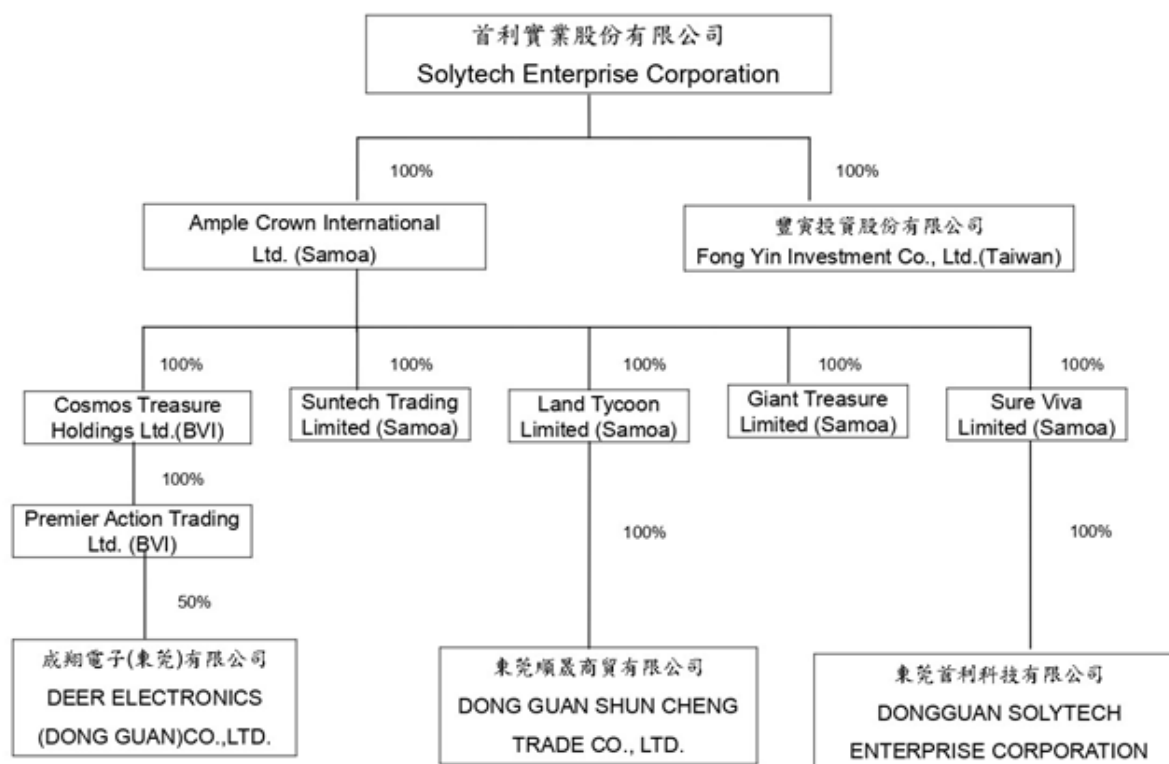 首利實業股份有限公司
Solytech Enterprise Corporation
100%
100%
Ample Crown International
Ltd. (Samoa)
豐寅投資股份有限公司
Fong Yin Investment Co., Ltd.(Taiwan)
100%
100%
100%
100%
100%
Cosmos Treasure
Holdings Ltd.(BVI)
Suntech Trading
Limited (Samoa)
Land Tycoon
Limited (Samoa)
Giant Treasure
Limited (Samoa)
Sure Viva
Limited (Samoa)
100%
Premier Action Trading
Ltd. (BVI)
100%
100%
50%
成翔電子(東莞)有限公司
DEER ELECTRONICS
(DONG GUAN)CO.,LTD.
東莞順晟商貿有限公司
DONG GUAN SHUN CHENG
TRADE CO., LTD.
東莞首利科技有限公司
DONGGUAN SOLYTECH
ENTERPRISE CORPORATION